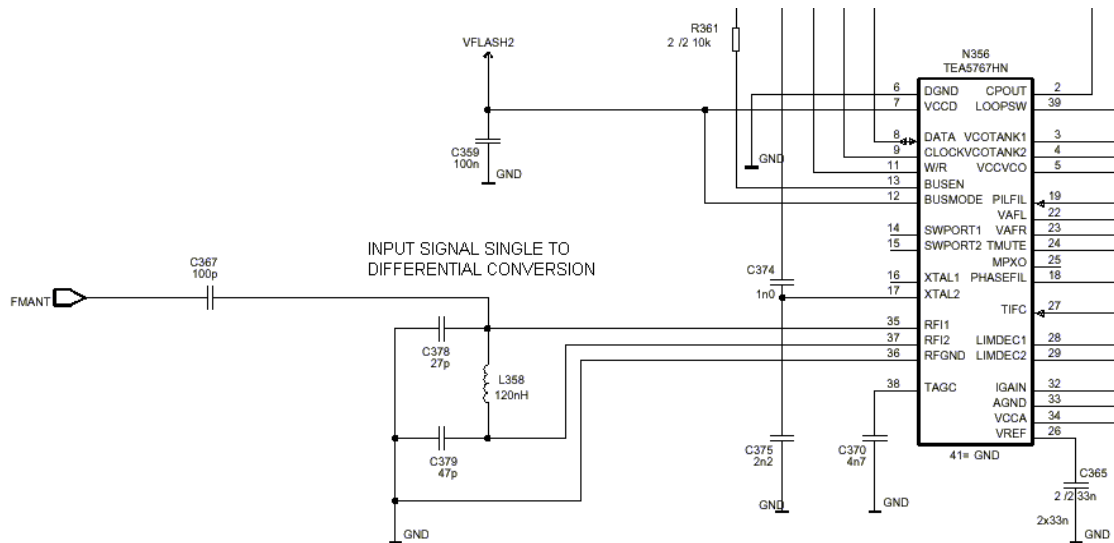 R361
2 /2 10k
VFLASH2
N356
TEA5767HN
6 DGND CPOUT 2
7 VCCD LOOPSW 39
8 DATA VCOTANK1 3
9 CLOCK VCOTANK2 4
11 W/R VCCVCO 5
13 BUSEN
12 BUSMODE PILFIL 19
VAFL 22
14 SWPORT1 VAFR 23
15 SWPORT2 TMUTE 24
MPXO 25
16 XTAL1 PHASEFIL 18
17 XTAL2
TIFC 27
35 RFI1
37 RFI2 LIMDEC1 28
36 RFGND LIMDEC2 29
38 TAGC IGAIN 32
AGND 33
VCCA 34
VREF 26
41= GND
C359
100n
GND
GND
INPUT SIGNAL SINGLE TO
DIFFERENTIAL CONVERSION
C367
100p
FMANT
C374
1n0
C378
27p
L358
120nH
C379
47p
GND
C375
2n2
GND
C370
4n7
GND
C365
2 /2 33n
2x33n
GND